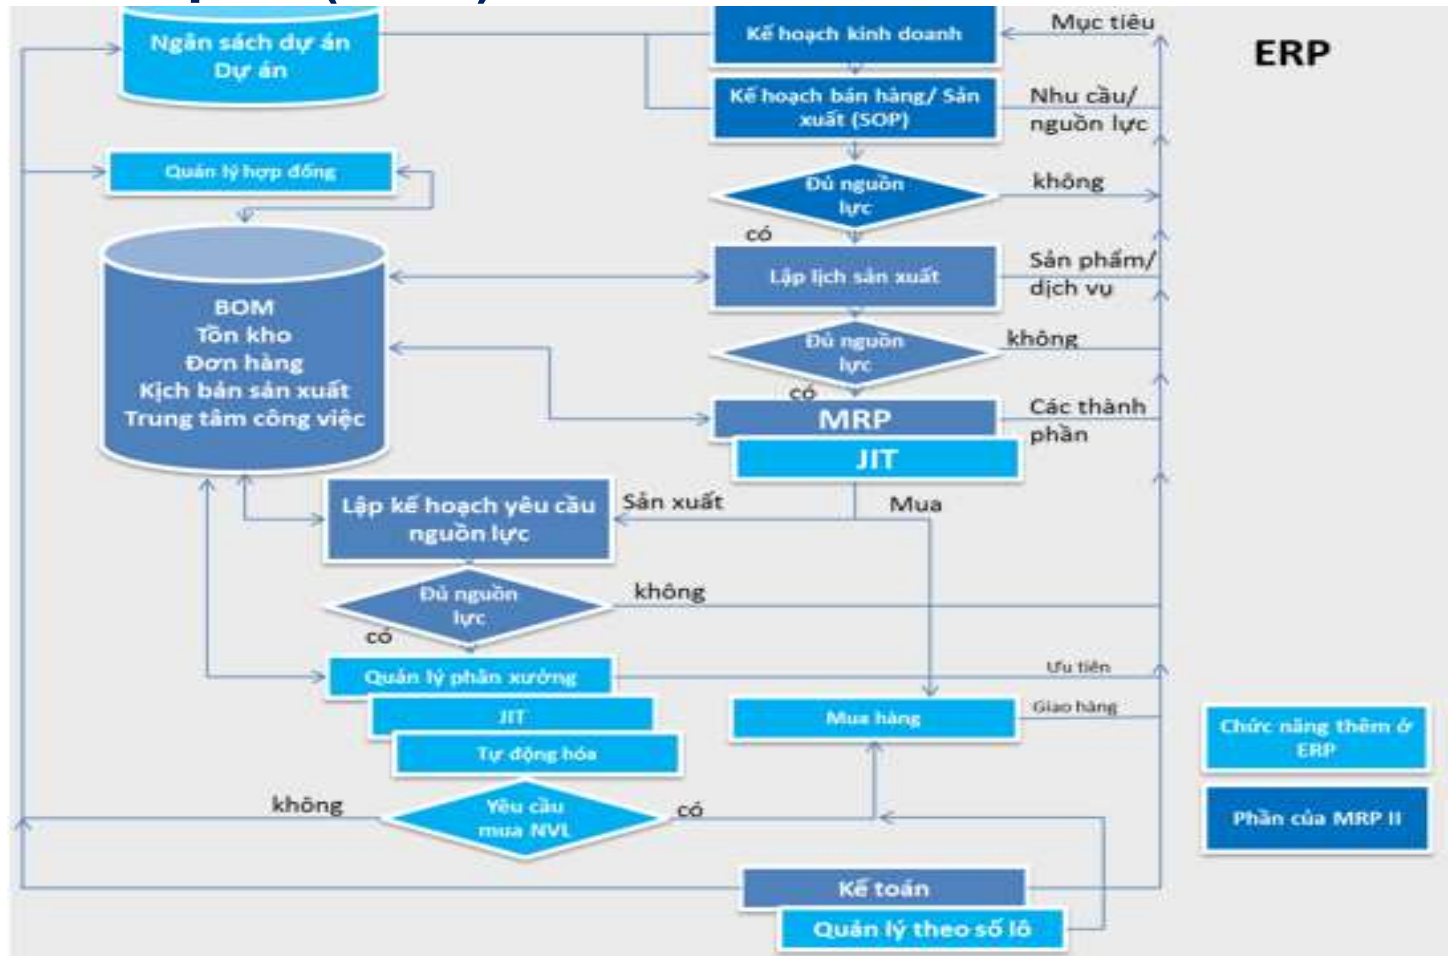 Ngân sách dự án
Dự án
Kế hoạch kinh doanh
Mục tiêu
ERP
Kế hoạch bán hàng/ Sản
xuất (SOP)
Nhu cầu/
nguồn lực
Quản lý hợp đồng
Đủ nguồn
lực
không
có
BOM
Tồn kho
Đơn hàng
Kịch bản sản xuất
Trung tâm công việc
Lập lịch sản xuất
Sản phẩm/
dịch vụ
Đủ nguồn
lực
không
có
MRP
Các thành
phần
JIT
Lập kế hoạch yêu cầu
nguồn lực
Sản xuất
Mua
Đủ nguồn
lực
không
có
Quản lý phân xưởng
Ưu tiên
JIT
Tự động hóa
Mua hàng
Giao hàng
Chức năng thêm ở
ERP
Phần của MRP II
không
Yêu cầu
mua NVL
có
Kế toán
Quản lý theo số lô